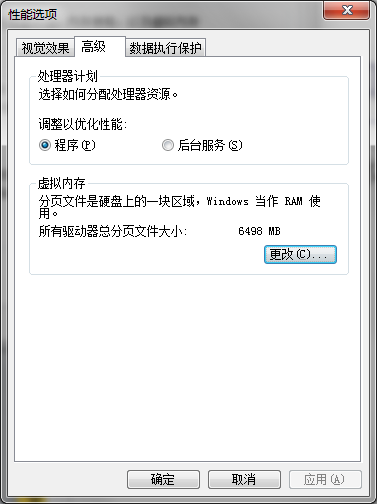 性能选项
视觉效果 高级 数据执行保护
处理器计划
选择如何分配处理器资源。
调整以优化性能:
程序(P) 后台服务(S)
虚拟内存
分页文件是硬盘上的一块区域，Windows 当作 RAM 使
用。
所有驱动器总分页文件大小: 6498 MB
更改(C)...
确定 取消 应用(A)